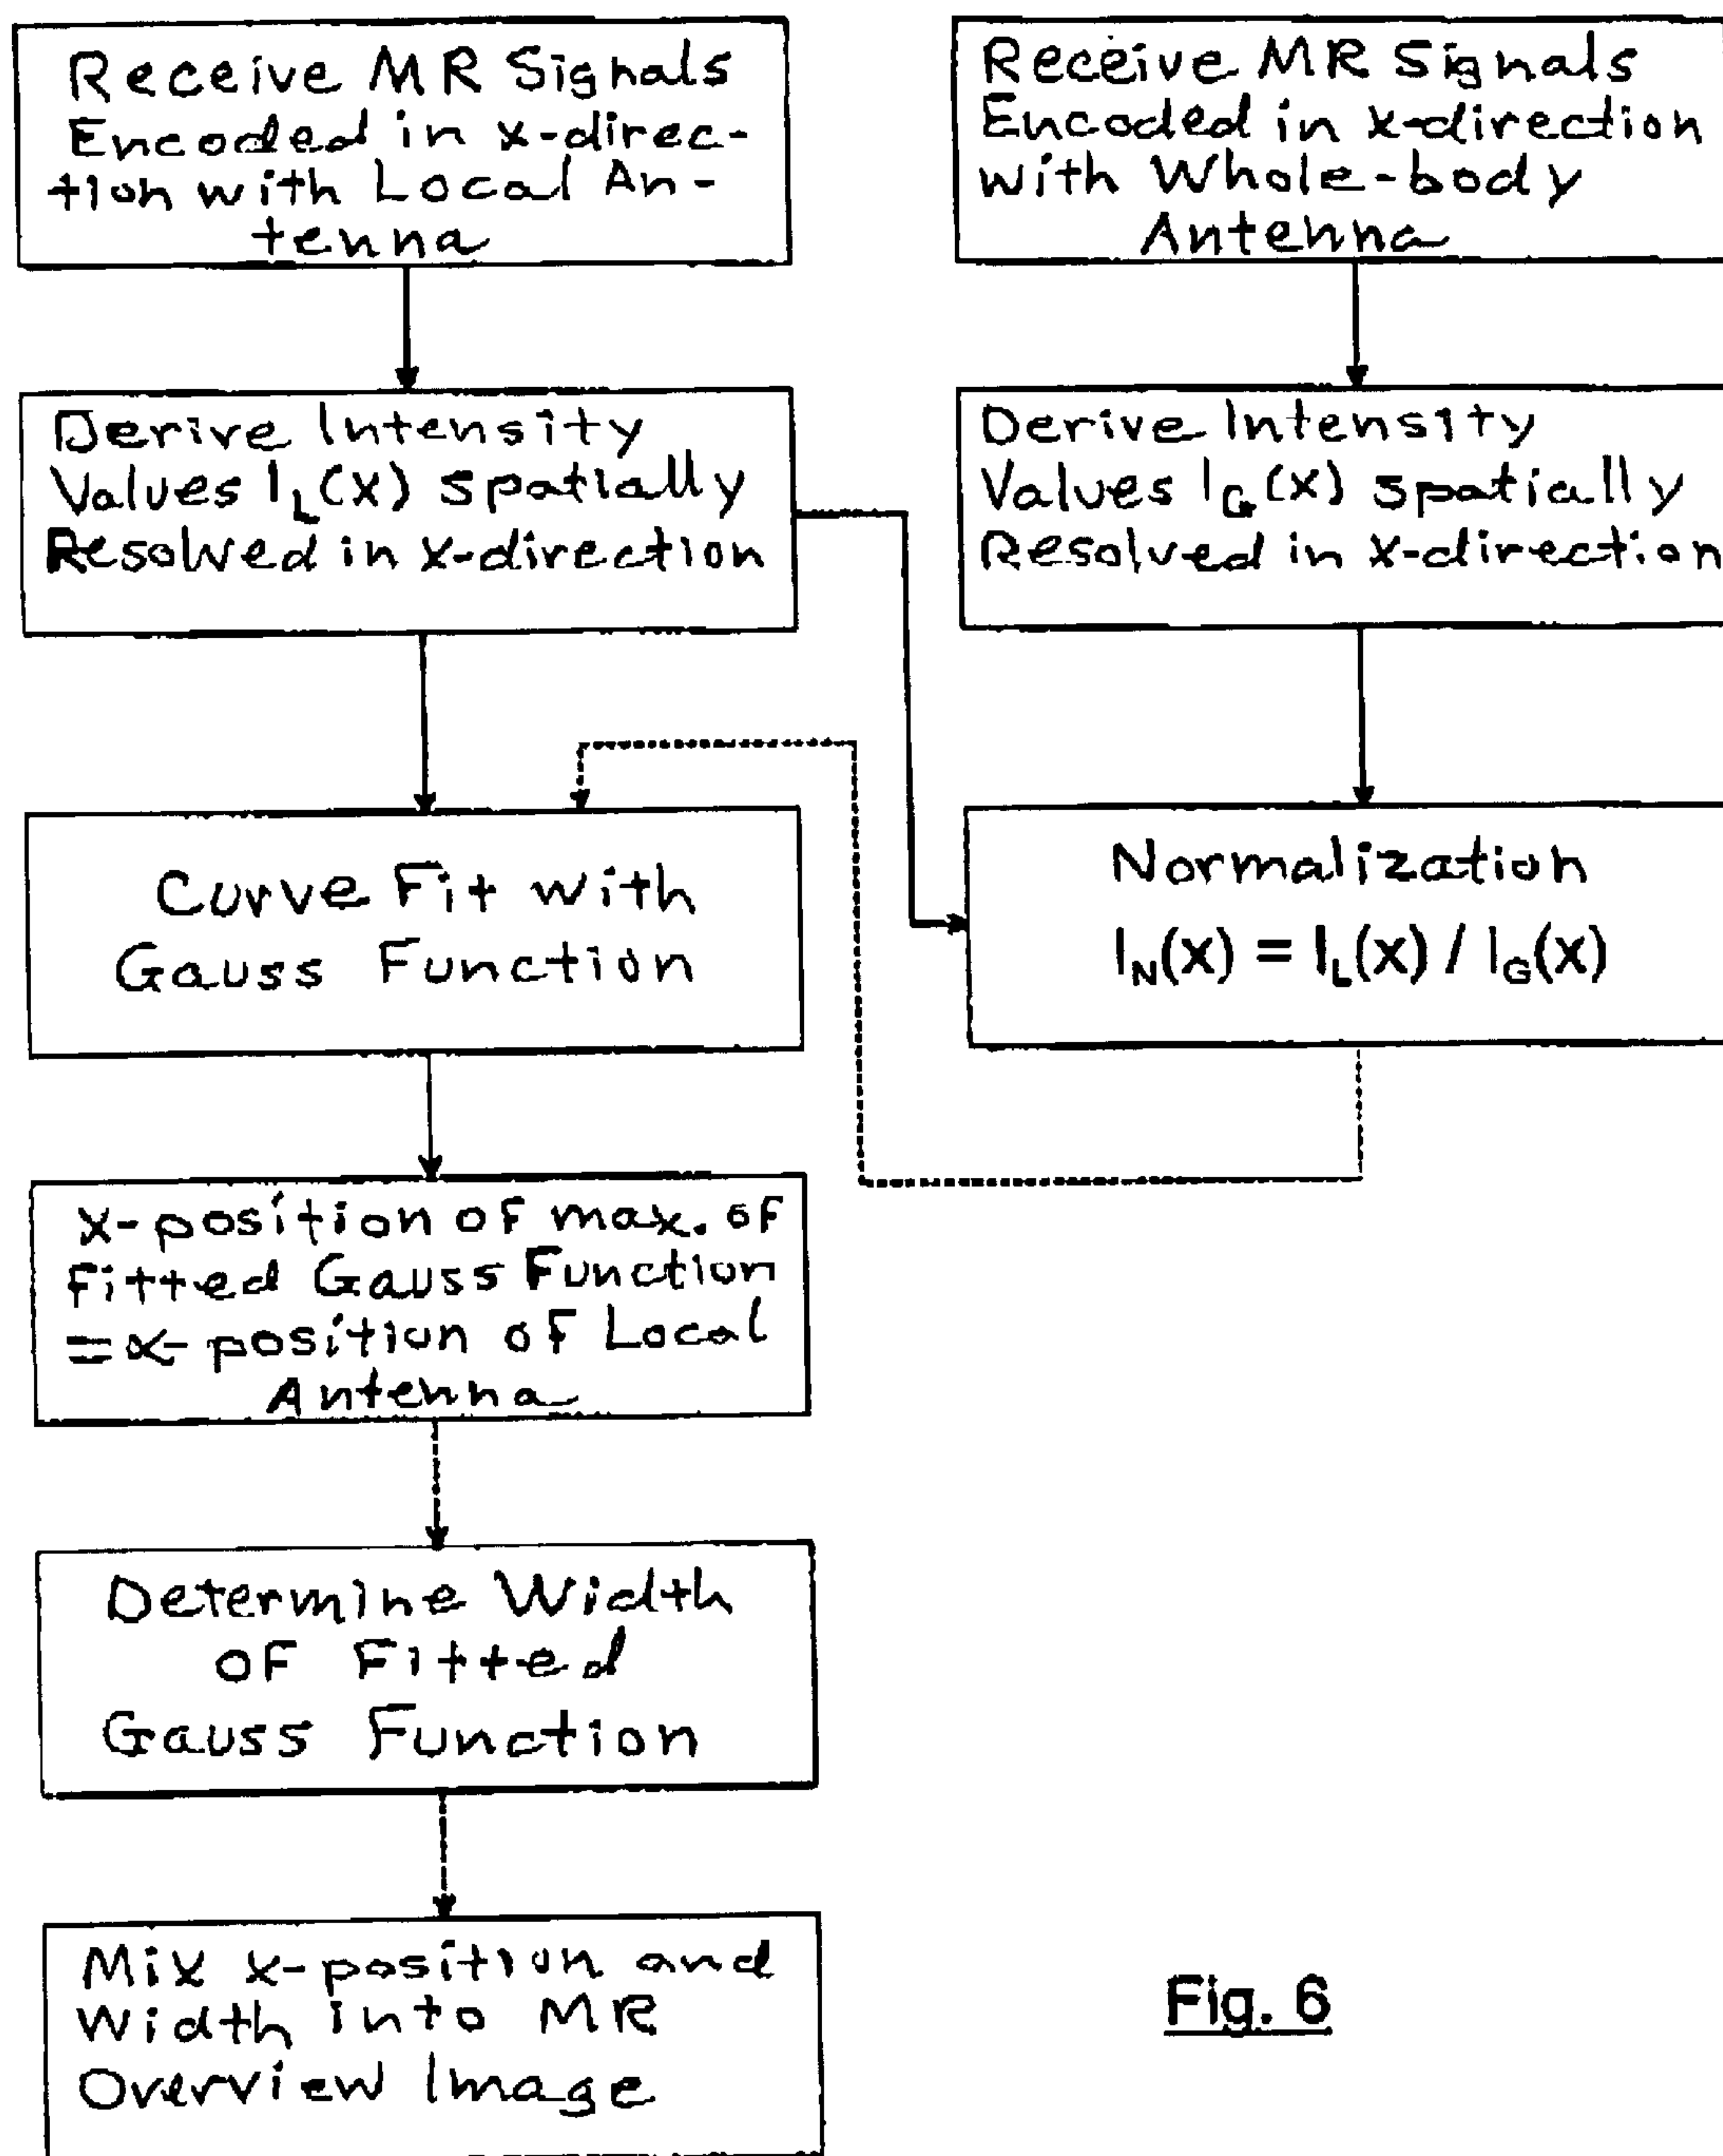 Receive MR Signals
Encoded in x-direc-
tion with Local An-
tenna
Receive MR Signals
Encoded in x-direction
with Whole-body
Antenna
Derive Intensity
Values I_L(x) spatially
Resolved in x-direction
Derive Intensity
Values I_G(x) spatially
Resolved in x-direction
Curve Fit with
Gauss Function
Normalization
I_N(x) = I_L(x) / I_G(x)
x-position of max. of
Fitted Gauss Function
= x-position of Local
Antenna
Determine Width
of Fitted
Gauss Function
Mix x-position and
Width into MR
Overview Image
Fig. 6